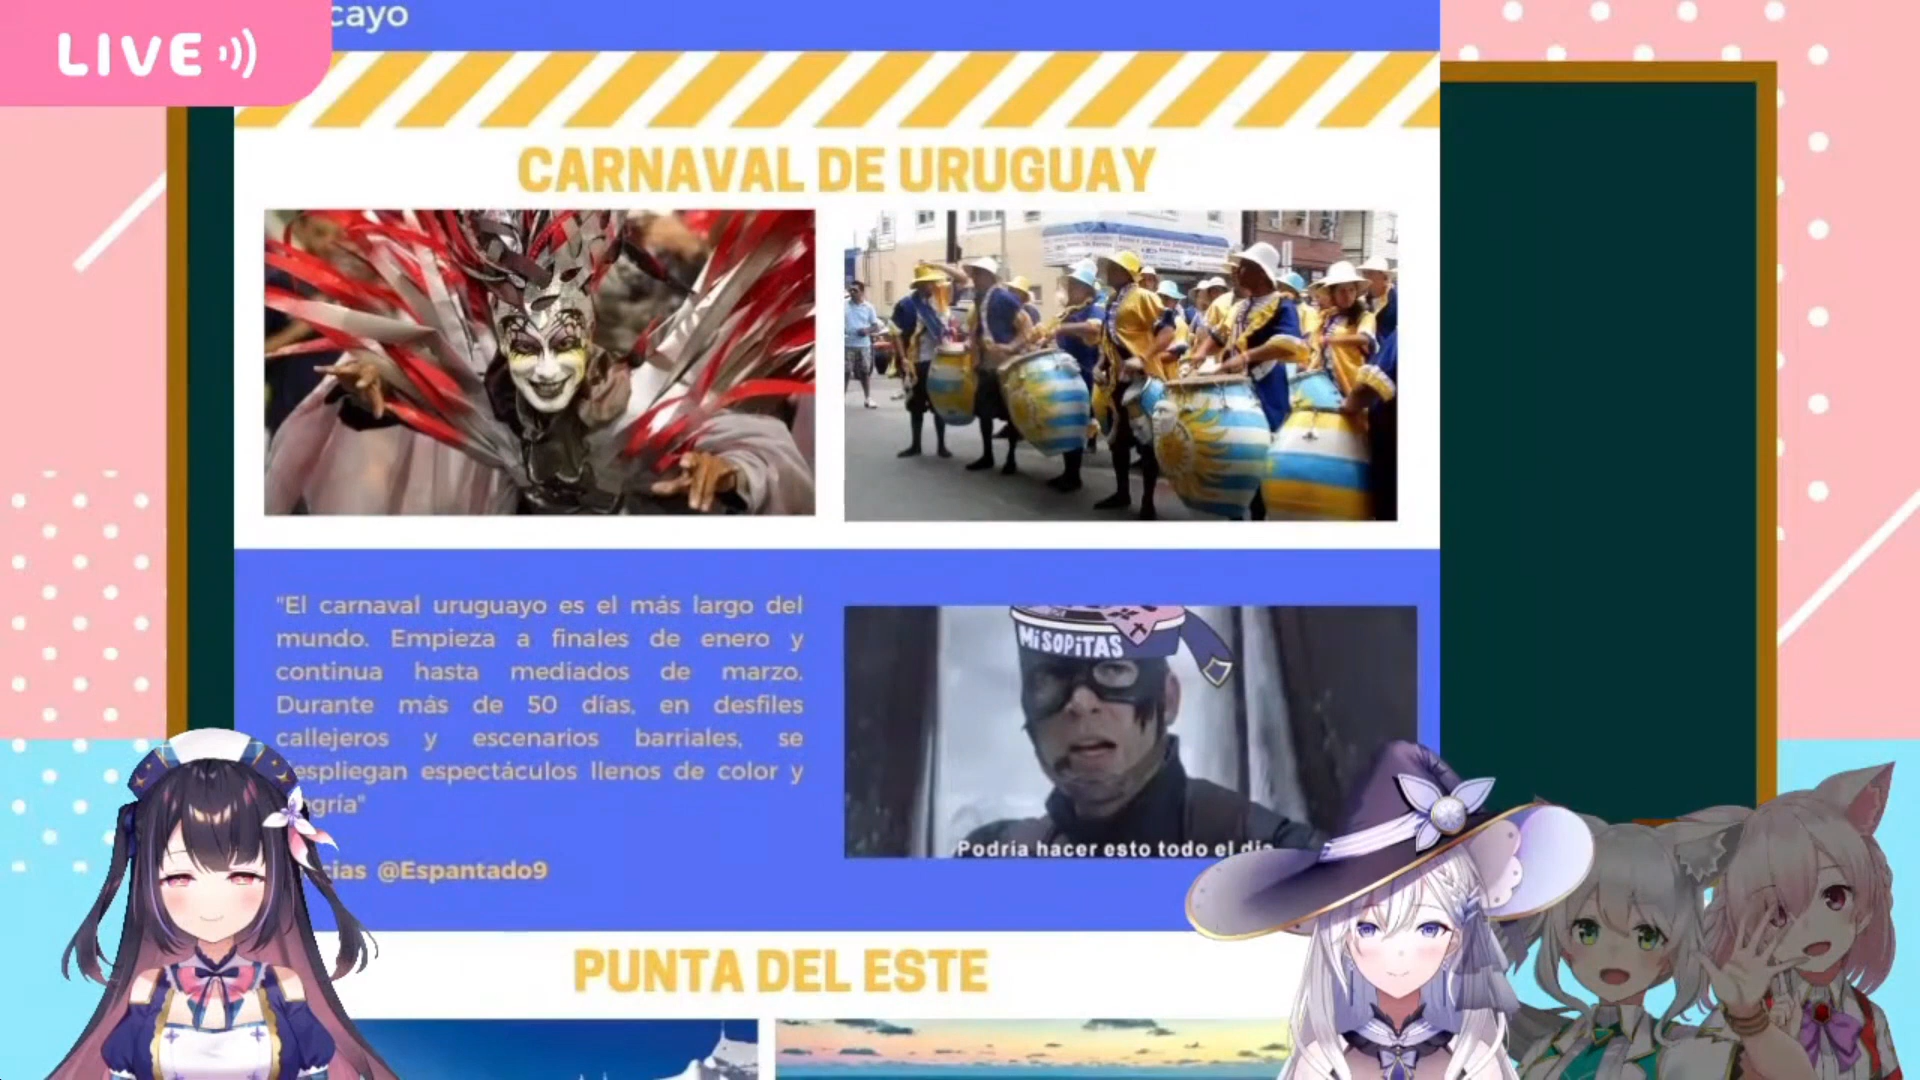 cayo
LIVE
CARNAVAL DE URUGUAY
"El carnaval uruguayo es el más largo del
mundo. Empieza a finales de enero y
continua hasta mediados de marzo.
Durante más de 50 días, en desfiles
callejeros y escenarios barriales, se
espliegan espectáculos llenos de color y
gría"
cias @Espantado9
MiSOPiTAS
Podría hacer esto todo el día
PUNTA DEL ESTE